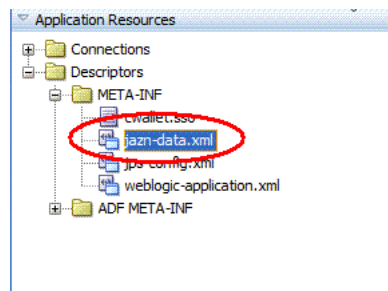 Application Resources
Connections
Descriptors
META-INF
cwallet.sso
jazn-data.xml
jps-config.xml
weblogic-application.xml
ADF META-INF